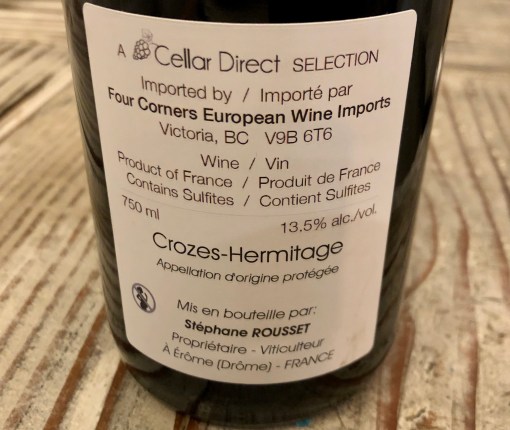 A Cellar Direct SELECTION
Imported by / Importé par
Four Corners European Wine Imports
Victoria, BC V9B 6T6
Wine / Vin
Product of France / Produit de France
Contains Sulfites / Contient Sulfites
750 ml 13.5% alc./vol.
Crozes-Hermitage
Appellation d'origine protégée
Mis en bouteille par:
Stéphane ROUSSET
Propriétaire - Viticulteur
À Érôme (Drôme) - FRANCE